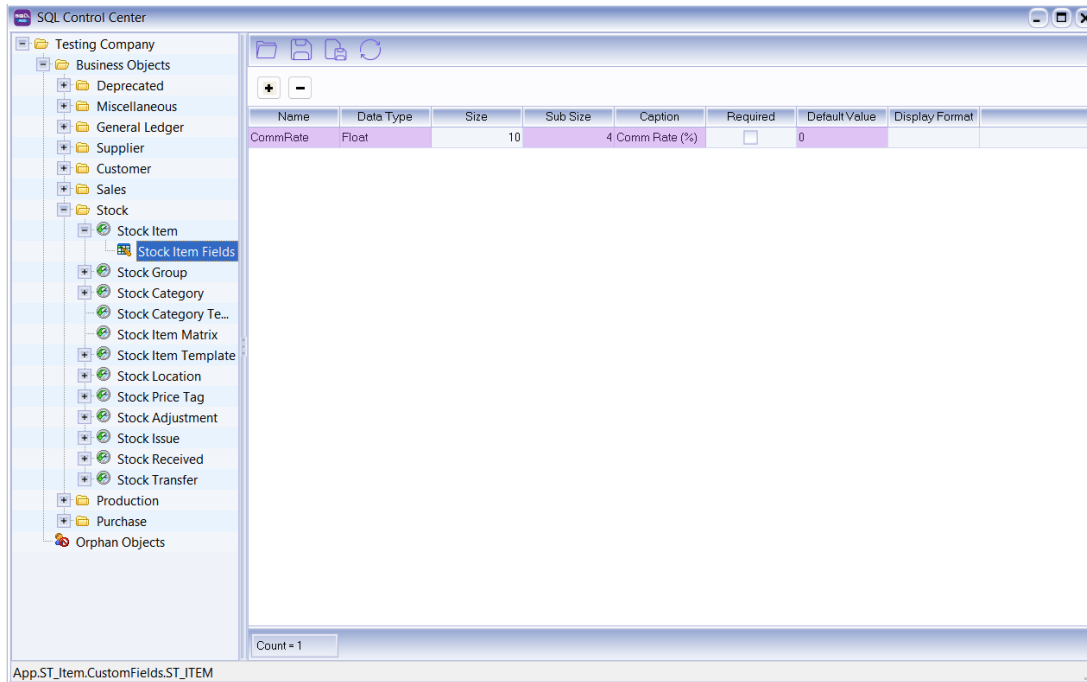 SQL Control Center
Testing Company
Business Objects
Deprecated
Miscellaneous
General Ledger
Supplier
Customer
Sales
Stock
Stock Item
Stock Item Fields
Stock Group
Stock Category
Stock Category Te...
Stock Item Matrix
Stock Item Template
Stock Location
Stock Price Tag
Stock Adjustment
Stock Issue
Stock Received
Stock Transfer
Production
Purchase
Orphan Objects
Name Data Type Size Sub Size Caption Required Default Value Display Format
CommRate Float 10 4 Comm Rate (%) 0
Count = 1
App.ST_Item.CustomFields.ST_ITEM